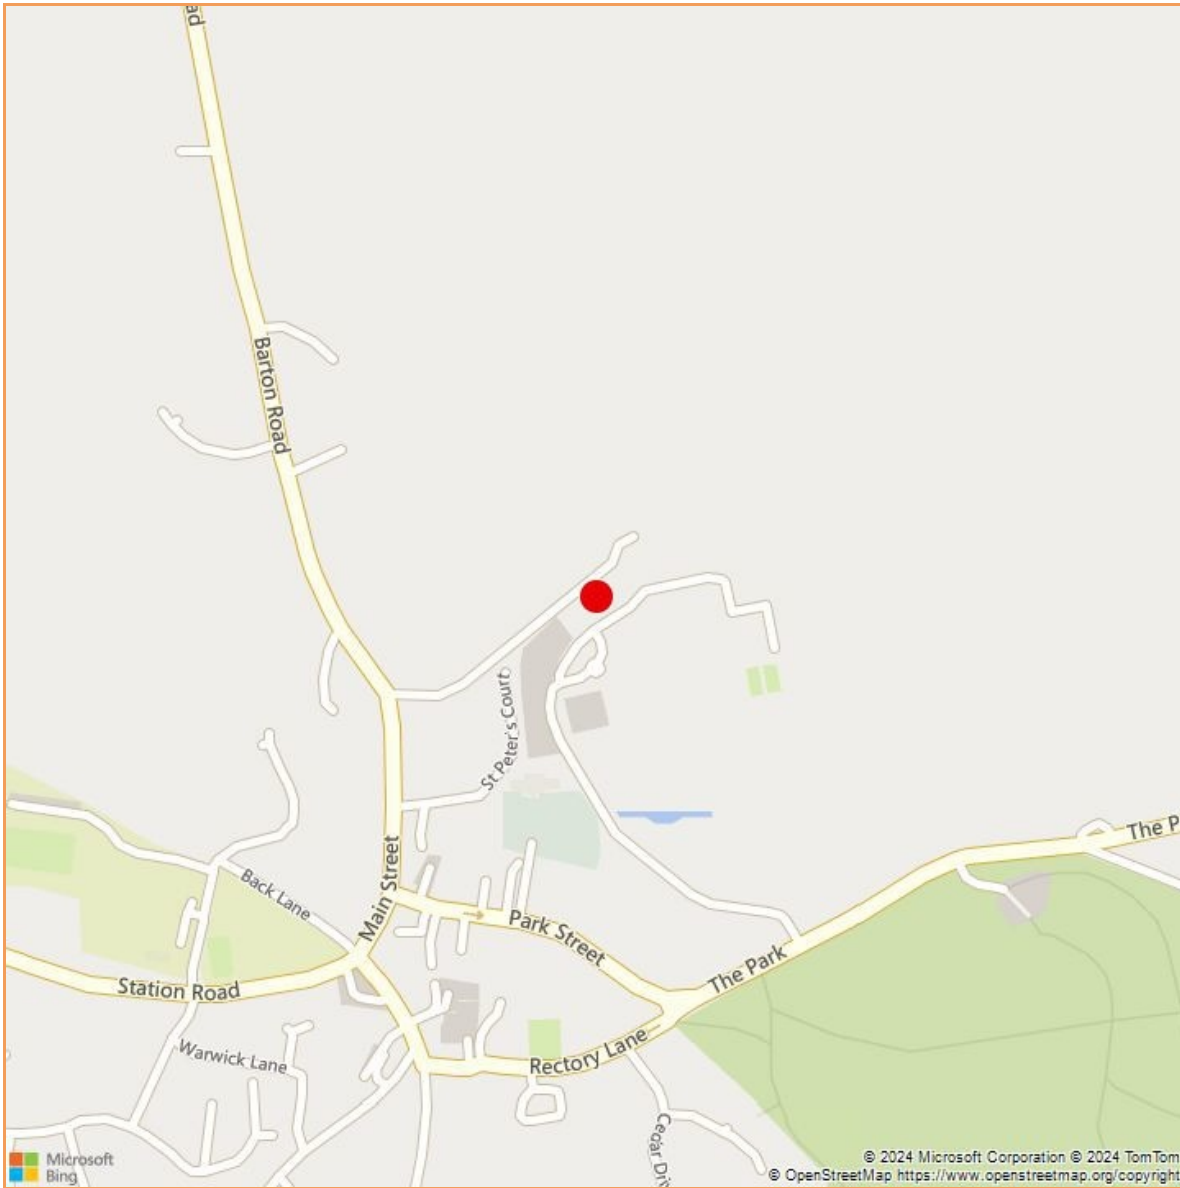 ad
Barton Road
St Peter's Court
Main Street
The P
Back Lane
Park Street
The Park
Station Road
Rectory Lane
Warwick Lane
Cedar Driv
Microsoft
Bing
© 2024 Microsoft Corporation © 2024 TomTom
© OpenStreetMap https://www.openstreetmap.org/copyright